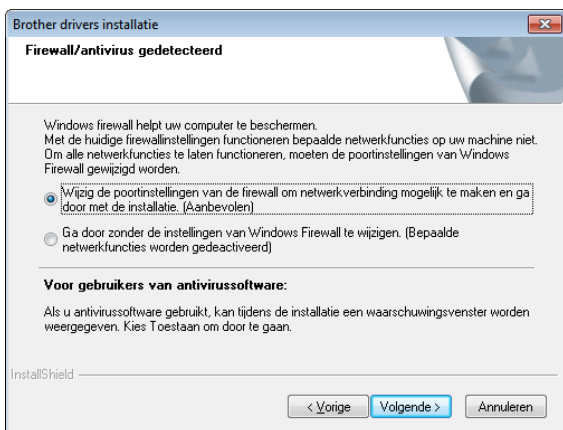 Brother drivers installatie
Firewall/antivirus gedetecteerd
Windows firewall helpt uw computer te beschermen.
Met de huidige firewallinstellingen functioneren bepaalde netwerkfuncties op uw machine niet.
Om alle netwerkfuncties te laten functioneren, moeten de poortinstellingen van Windows
Firewall gewijzigd worden.
Wijzig de poortinstellingen van de firewall om netwerkverbinding mogelijk te maken en ga
door met de installatie. (Aanbevolen)
Ga door zonder de instellingen van Windows Firewall te wijzigen. (Bepaalde
netwerkfuncties worden gedeactiveerd)
Voor gebruikers van antivirussoftware:
Als u antivirussoftware gebruikt, kan tijdens de installatie een waarschuwingsvenster worden
weergegeven. Kies Toestaan om door te gaan.
InstallShield
< Vorige Volgende > Annuleren